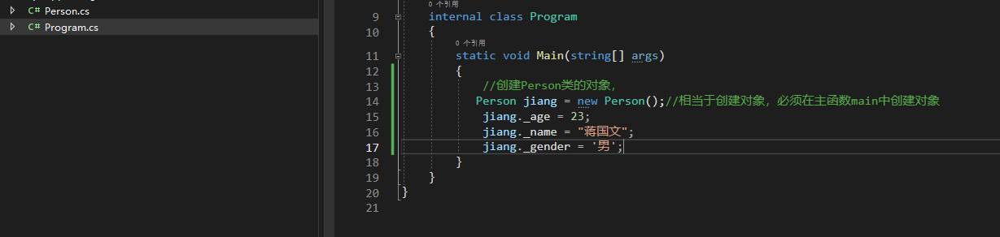 Person.cs
Program.cs
0 个引用
9 internal class Program
10 {
0 个引用
11 static void Main(string[] args)
12 {
13 //创建Person类的对象,
14 Person jiang = new Person();//相当于创建对象, 必须在主函数main中创建对象
15 jiang._age = 23;
16 jiang._name = "蒋国文";
17 jiang._gender = '男';
18 }
19 }
20 }
21